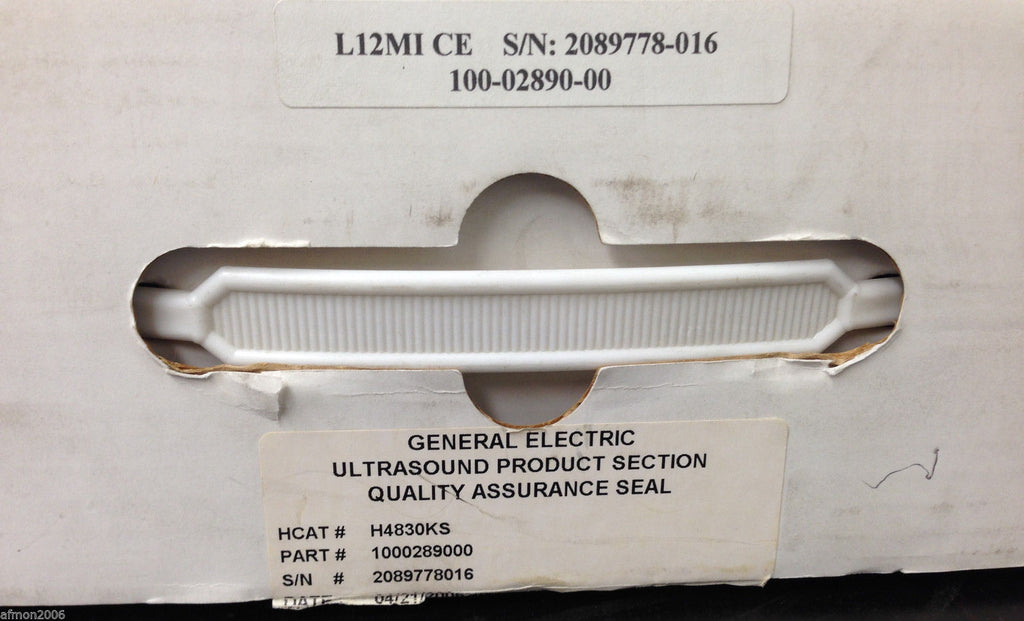 L12MI CE S/N: 2089778-016
100-02890-00
GENERAL ELECTRIC
ULTRASOUND PRODUCT SECTION
QUALITY ASSURANCE SEAL
HCAT # H4830KS
PART # 1000289000
S/N # 2089778016
DATE
afmon2006